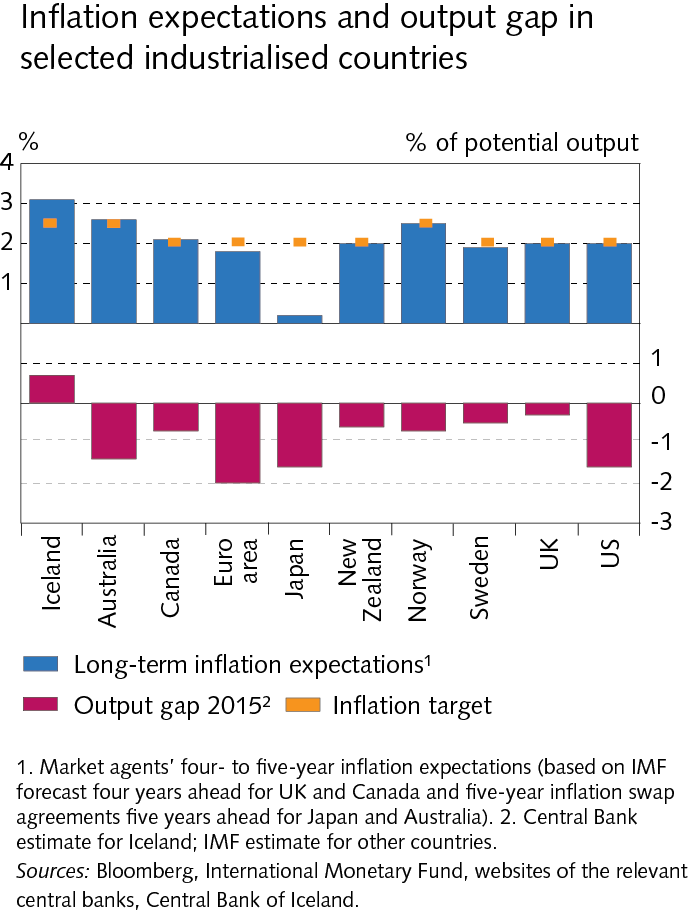 Inflation expectations and output gap in
selected industrialised countries
%
% of potential output
4
3
2
1
1
0
-1
-2
-3
Iceland
Australia
Canada
Euro
area
Japan
New
Zealand
Norway
Sweden
UK
US
Long-term inflation expectations¹
Output gap 2015² Inflation target
1. Market agents’ four- to five-year inflation expectations (based on IMF
forecast four years ahead for UK and Canada and five-year inflation swap
agreements five years ahead for Japan and Australia). 2. Central Bank
estimate for Iceland; IMF estimate for other countries.
Sources: Bloomberg, International Monetary Fund, websites of the relevant
central banks, Central Bank of Iceland.